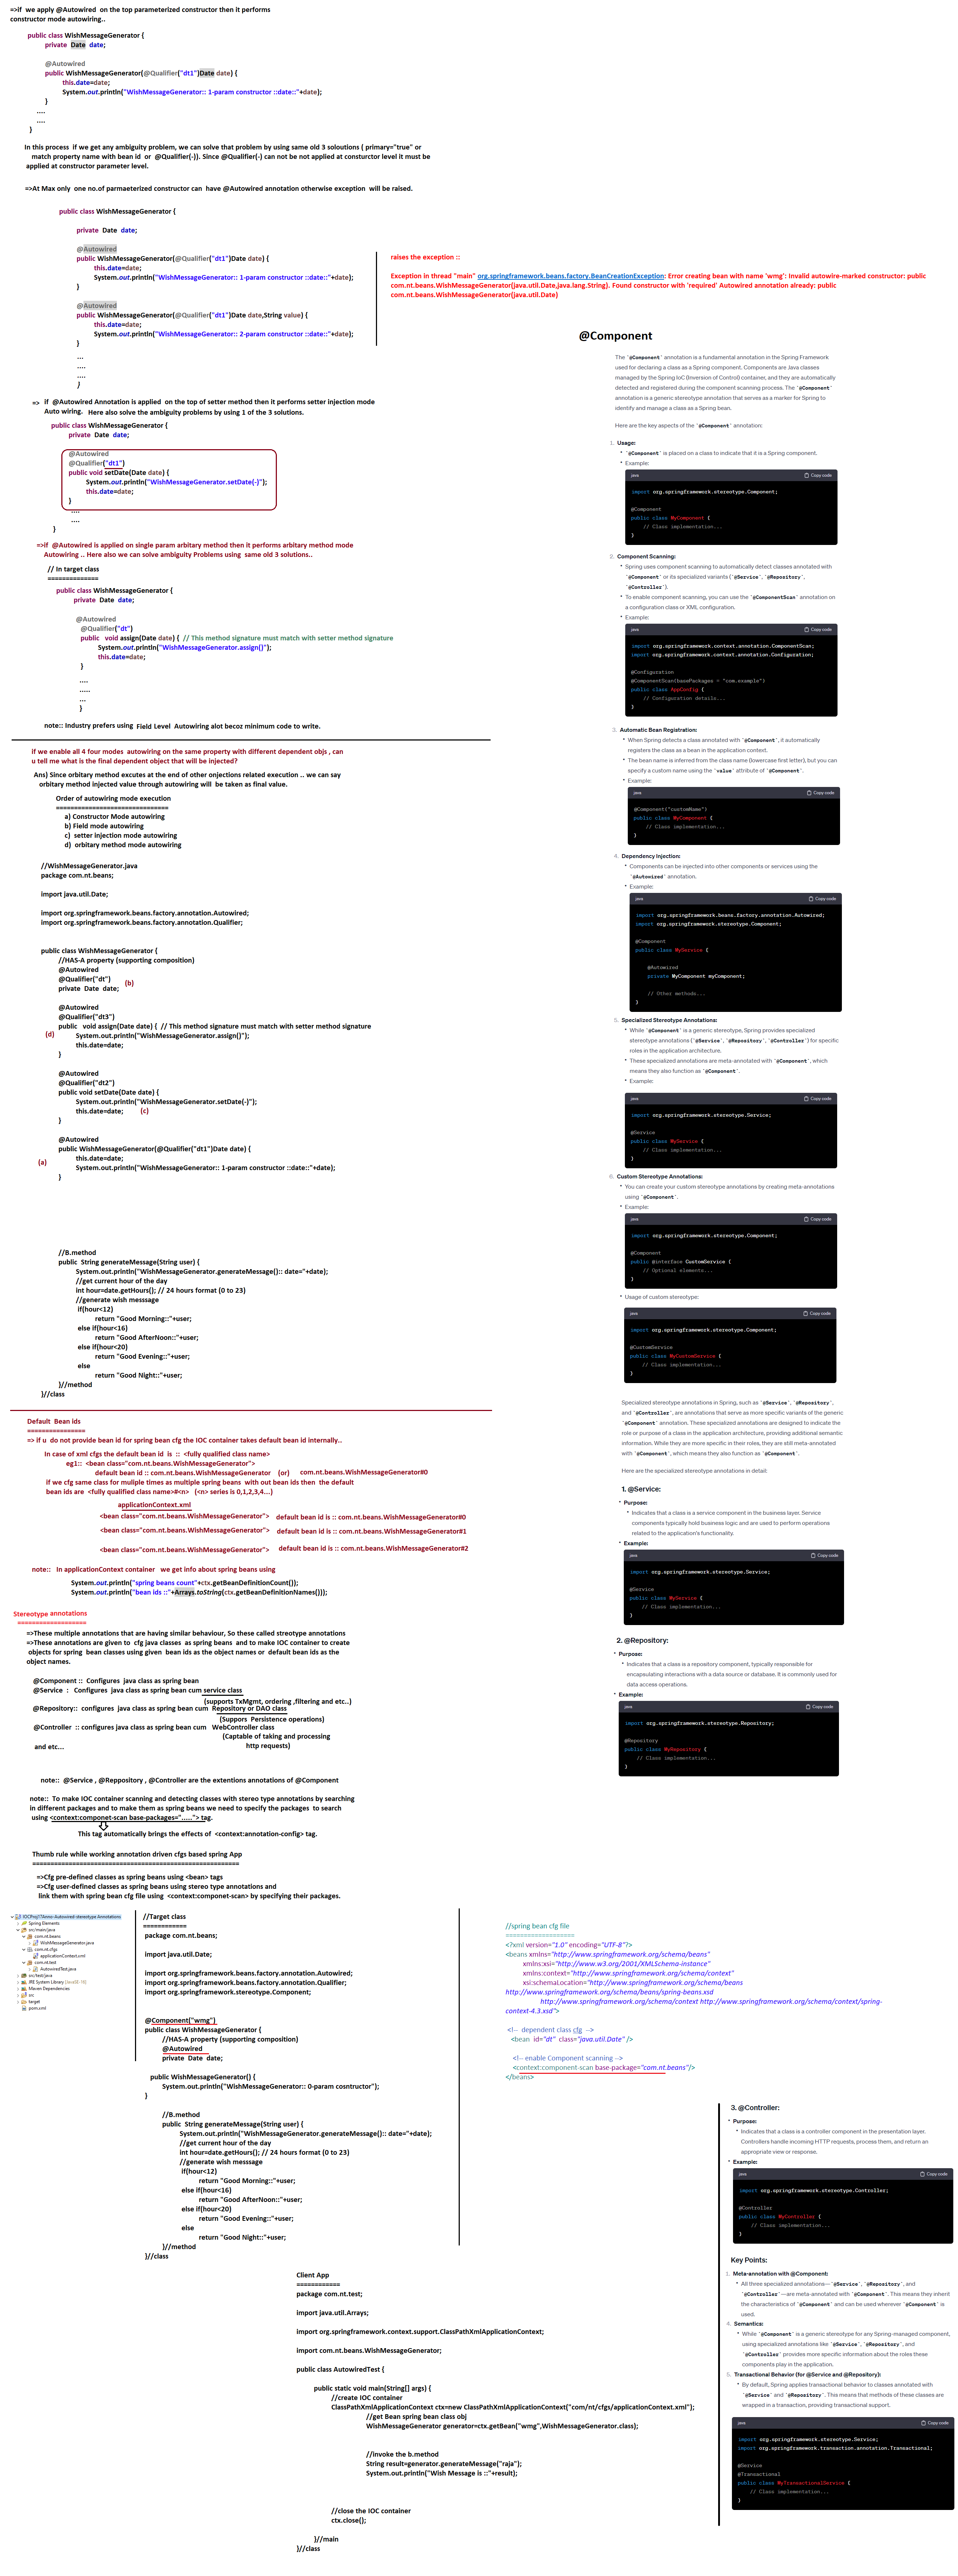 =>if  we apply @Autowired  on the top parameterized constructor then it performs
constructor mode autowiring..
public class WishMessageGenerator {
private  Date  date;
@Autowired
public WishMessageGenerator(@Qualifier("dt1")Date date) {
this.date=date;
System.out.println("WishMessageGenerator:: 1-param constructor ::date::"+date);
}
....
....
}
In this process  if we get any ambiguity problem, we can solve that problem by using same old 3 soloutions ( primary="true" or
match property name with bean id  or  @Qualifier(-)). Since @Qualifier(-) can not be not applied at consturctor level it must be
applied at constructor parameter level.
=>At Max only  one no.of parmaeterized constructor can  have @Autowired annotation otherwise exception  will be raised.
public class WishMessageGenerator {
private  Date  date;
@Autowired
public WishMessageGenerator(@Qualifier("dt1")Date date) {
this.date=date;
System.out.println("WishMessageGenerator:: 1-param constructor ::date::"+date);
}
@Autowired
public WishMessageGenerator(@Qualifier("dt1")Date date,String value) {
this.date=date;
System.out.println("WishMessageGenerator:: 2-param constructor ::date::"+date);
}
...
....
....
}
raises the exception ::
Exception in thread "main" org.springframework.beans.factory.BeanCreationException: Error creating bean with name 'wmg': Invalid autowire-marked constructor: public
com.nt.beans.WishMessageGenerator(java.util.Date,java.lang.String). Found constructor with 'required' Autowired annotation already: public
com.nt.beans.WishMessageGenerator(java.util.Date)
=> if  @Autowired Annotation is applied  on the top of setter method then it performs setter injection mode
Auto wiring.  Here also solve the ambiguity problems by using 1 of the 3 solutions.
public class WishMessageGenerator {
private  Date  date;
@Autowired
@Qualifier("dt1")
public void setDate(Date date) {
System.out.println("WishMessageGenerator.setDate(-)");
this.date=date;
}
....
....
}
=>if  @Autowired is applied on single param arbitary method then it performs arbitary method mode
Autowiring .. Here also we can solve ambiguity Problems using  same old 3 solutions..
// In target class
==============
public class WishMessageGenerator {
private  Date  date;
@Autowired
@Qualifier("dt")
public   void assign(Date date) {  // This method signature must match with setter method signature
System.out.println("WishMessageGenerator.assign()");
this.date=date;
}
....
.....
...
}
note:: Industry prefers using  Field Level  Autowiring alot becoz minimum code to write.
if we enable all 4 four modes  autowiring on the same property with different dependent objs , can
u tell me what is the final dependent object that will be injected?
Ans) Since orbitary method excutes at the end of other onjections related execution .. we can say
orbitary method injected value through autowiring will  be taken as final value.
Order of autowiring mode execution
==============================
a) Constructor Mode autowiring
b) Field mode autowiring
c)  setter injection mode autowiring
d)  orbitary method mode autowiring
//WishMessageGenerator.java
package com.nt.beans;
import java.util.Date;
import org.springframework.beans.factory.annotation.Autowired;
import org.springframework.beans.factory.annotation.Qualifier;
public class WishMessageGenerator {
//HAS-A property (supporting composition)
@Autowired
@Qualifier("dt")
private  Date  date;   (b)
@Autowired
@Qualifier("dt3")
public   void assign(Date date) {  // This method signature must match with setter method signature
(d) System.out.println("WishMessageGenerator.assign()");
this.date=date;
}
@Autowired
@Qualifier("dt2")
public void setDate(Date date) {
System.out.println("WishMessageGenerator.setDate(-)");
this.date=date;   (c)
}
@Autowired
public WishMessageGenerator(@Qualifier("dt1")Date date) {
(a) this.date=date;
System.out.println("WishMessageGenerator:: 1-param constructor ::date::"+date);
}
//B.method
public  String generateMessage(String user) {
System.out.println("WishMessageGenerator.generateMessage():: date="+date);
//get current hour of the day
int hour=date.getHours(); // 24 hours format (0 to 23)
//generate wish messsage
if(hour<12)
return "Good Morning::"+user;
else if(hour<16)
return "Good AfterNoon::"+user;
else if(hour<20)
return "Good Evening::"+user;
else
return "Good Night::"+user;
}//method
}//class
Default  Bean ids
================
=> if u  do not provide bean id for spring bean cfg the IOC container takes default bean id internally..
In case of xml cfgs the default bean id  is  ::  <fully qualified class name>
eg1::  <bean class="com.nt.beans.WishMessageGenerator">
default bean id :: com.nt.beans.WishMessageGenerator   (or)   com.nt.beans.WishMessageGenerator#0
if we cfg same class for muliple times as multiple spring beans  with out bean ids then  the default
bean ids are  <fully qualified class name>#<n>   (<n> series is 0,1,2,3,4...)
applicationContext.xml
<bean class="com.nt.beans.WishMessageGenerator">   default bean id is :: com.nt.beans.WishMessageGenerator#0
<bean class="com.nt.beans.WishMessageGenerator">   default bean id is :: com.nt.beans.WishMessageGenerator#1
<bean class="com.nt.beans.WishMessageGenerator>   default bean id is :: com.nt.beans.WishMessageGenerator#2
note::   In applicationContext container   we get info about spring beans using
System.out.println("spring beans count"+ctx.getBeanDefinitionCount());
System.out.println("bean ids ::"+Arrays.toString(ctx.getBeanDefinitionNames()));
Stereotype annotations
===================
=>These multiple annotations that are having similar behaviour, So these called streotype annotations
=>These annotations are given to  cfg java classes  as spring beans  and to make IOC container to create
objects for spring  bean classes using given  bean ids as the object names or  default bean ids as the
object names.
@Component ::  Configures  java class as spring bean
@Service  :   Configures  java class as spring bean cum  service class
(supports TxMgmt, ordering ,filtering and etc..)
@Repository::  configures  java class as spring bean cum  Repository or DAO class
(Suppors  Persistence operations)
@Controller  :: configures java class as spring bean cum   WebController class
(Captable of taking and processing
http requests)
and etc...
note::  @Service , @Reppository , @Controller are the extentions annotations of @Component
note::  To make IOC container scanning and detecting classes with stereo type annotations by searching
in different packages and to make them as spring beans we need to specify the packages  to search
using <context:componet-scan base-packages="....."> tag.
This tag automatically brings the effects of  <context:annotation-config> tag.
Thumb rule while working annotation driven cfgs based spring App
========================================================
=>Cfg pre-defined classes as spring beans using <bean> tags
=>Cfg user-defined classes as spring beans using stereo type annotations and
link them with spring bean cfg file using  <context:componet-scan> by specifying their packages.
@Component
The `@Component` annotation is a fundamental annotation in the Spring Framework
used for declaring a class as a Spring component. Components are Java classes
managed by the Spring IoC (Inversion of Control) container, and they are automatically
detected and registered during the component scanning process. The `@Component`
annotation is a generic stereotype annotation that serves as a marker for Spring to
identify and manage a class as a Spring bean.
Here are the key aspects of the `@Component` annotation:
1. Usage:
• `@Component` is placed on a class to indicate that it is a Spring component.
• Example:
java Copy code
import org.springframework.stereotype.Component;
@Component
public class MyComponent {
// Class implementation...
}
2. Component Scanning:
• Spring uses component scanning to automatically detect classes annotated with
`@Component` or its specialized variants (`@Service`, `@Repository`,
`@Controller`).
• To enable component scanning, you can use the `@ComponentScan` annotation on
a configuration class or XML configuration.
• Example:
java Copy code
import org.springframework.context.annotation.ComponentScan;
import org.springframework.context.annotation.Configuration;
@Configuration
@ComponentScan(basePackages = "com.example")
public class AppConfig {
// Configuration details...
}
3. Automatic Bean Registration:
• When Spring detects a class annotated with `@Component`, it automatically
registers the class as a bean in the application context.
• The bean name is inferred from the class name (lowercase first letter), but you can
specify a custom name using the `value` attribute of `@Component`.
• Example:
java Copy code
@Component("customName")
public class MyComponent {
// Class implementation...
}
4. Dependency Injection:
• Components can be injected into other components or services using the
`@Autowired` annotation.
• Example:
java Copy code
import org.springframework.beans.factory.annotation.Autowired;
import org.springframework.stereotype.Component;
@Component
public class MyService {
@Autowired
private MyComponent myComponent;
// Other methods...
}
5. Specialized Stereotype Annotations:
• While `@Component` is a generic stereotype, Spring provides specialized
stereotype annotations (`@Service`, `@Repository`, `@Controller`) for specific
roles in the application architecture.
• These specialized annotations are meta-annotated with `@Component`, which
means they also function as `@Component`.
• Example:
java Copy code
import org.springframework.stereotype.Service;
@Service
public class MyService {
// Class implementation...
}
6. Custom Stereotype Annotations:
• You can create your custom stereotype annotations by creating meta-annotations
using `@Component`.
• Example:
java Copy code
import org.springframework.stereotype.Component;
@Component
public @interface CustomService {
// Optional elements...
}
• Usage of custom stereotype:
java Copy code
import org.springframework.stereotype.Component;
@CustomService
public class MyCustomService {
// Class implementation...
}
Specialized stereotype annotations in Spring, such as `@Service`, `@Repository`,
and `@Controller`, are annotations that serve as more specific variants of the generic
`@Component` annotation. These specialized annotations are designed to indicate the
role or purpose of a class in the application architecture, providing additional semantic
information. While they are more specific in their roles, they are still meta-annotated
with `@Component`, which means they also function as `@Component`.
Here are the specialized stereotype annotations in detail:
1. @Service:
• Purpose:
• Indicates that a class is a service component in the business layer. Service
components typically hold business logic and are used to perform operations
related to the application's functionality.
• Example:
java Copy code
import org.springframework.stereotype.Service;
@Service
public class MyService {
// Class implementation...
}
2. @Repository:
• Purpose:
• Indicates that a class is a repository component, typically responsible for
encapsulating interactions with a data source or database. It is commonly used for
data access operations.
• Example:
java Copy code
import org.springframework.stereotype.Repository;
@Repository
public class MyRepository {
// Class implementation...
}
IOCProj17Anno-Autowired-stereotype Annotations
Spring Elements
src/main/java
com.nt.beans
WishMessageGenerator.java
com.nt.cfgs
applicationContext.xml
com.nt.test
AutowiredTest.java
src/test/java
JRE System Library [JavaSE-18]
Maven Dependencies
src
target
pom.xml
//Target class
============
package com.nt.beans;
import java.util.Date;
import org.springframework.beans.factory.annotation.Autowired;
import org.springframework.beans.factory.annotation.Qualifier;
import org.springframework.stereotype.Component;
@Component("wmg")
public class WishMessageGenerator {
//HAS-A property (supporting composition)
@Autowired
private  Date  date;
public WishMessageGenerator() {
System.out.println("WishMessageGenerator:: 0-param cosntructor");
}
//B.method
public  String generateMessage(String user) {
System.out.println("WishMessageGenerator.generateMessage():: date="+date);
//get current hour of the day
int hour=date.getHours(); // 24 hours format (0 to 23)
//generate wish messsage
if(hour<12)
return "Good Morning::"+user;
else if(hour<16)
return "Good AfterNoon::"+user;
else if(hour<20)
return "Good Evening::"+user;
else
return "Good Night::"+user;
}//method
}//class
//spring bean cfg file
===================
<?xml version="1.0" encoding="UTF-8"?>
<beans xmlns="http://www.springframework.org/schema/beans"
xmlns:xsi="http://www.w3.org/2001/XMLSchema-instance"
xmlns:context="http://www.springframework.org/schema/context"
xsi:schemaLocation="http://www.springframework.org/schema/beans
http://www.springframework.org/schema/beans/spring-beans.xsd
http://www.springframework.org/schema/context http://www.springframework.org/schema/context/spring-
context-4.3.xsd">
<!--  dependent class cfg  -->
<bean  id="dt"  class="java.util.Date" />
<!-- enable Component scanning -->
<context:component-scan base-package="com.nt.beans"/>
</beans>
Client App
============
package com.nt.test;
import java.util.Arrays;
import org.springframework.context.support.ClassPathXmlApplicationContext;
import com.nt.beans.WishMessageGenerator;
public class AutowiredTest {
public static void main(String[] args) {
//create IOC container
ClassPathXmlApplicationContext ctx=new ClassPathXmlApplicationContext("com/nt/cfgs/applicationContext.xml");
//get Bean spring bean class obj
WishMessageGenerator generator=ctx.getBean("wmg",WishMessageGenerator.class);
//invoke the b.method
String result=generator.generateMessage("raja");
System.out.println("Wish Message is ::"+result);
//close the IOC container
ctx.close();
}//main
}//class
3. @Controller:
• Purpose:
• Indicates that a class is a controller component in the presentation layer.
Controllers handle incoming HTTP requests, process them, and return an
appropriate view or response.
• Example:
java Copy code
import org.springframework.stereotype.Controller;
@Controller
public class MyController {
// Class implementation...
}
Key Points:
1. Meta-annotation with @Component:
• All three specialized annotations—`@Service`, `@Repository`, and
`@Controller`—are meta-annotated with `@Component`. This means they inherit
the characteristics of `@Component` and can be used wherever `@Component` is
used.
4. Semantics:
• While `@Component` is a generic stereotype for any Spring-managed component,
using specialized annotations like `@Service`, `@Repository`, and
`@Controller` provides more specific information about the roles these
components play in the application.
5. Transactional Behavior (for @Service and @Repository):
• By default, Spring applies transactional behavior to classes annotated with
`@Service` and `@Repository`. This means that methods of these classes are
wrapped in a transaction, providing transactional support.
java Copy code
import org.springframework.stereotype.Service;
import org.springframework.transaction.annotation.Transactional;
@Service
@Transactional
public class MyTransactionalService {
// Class implementation...
}